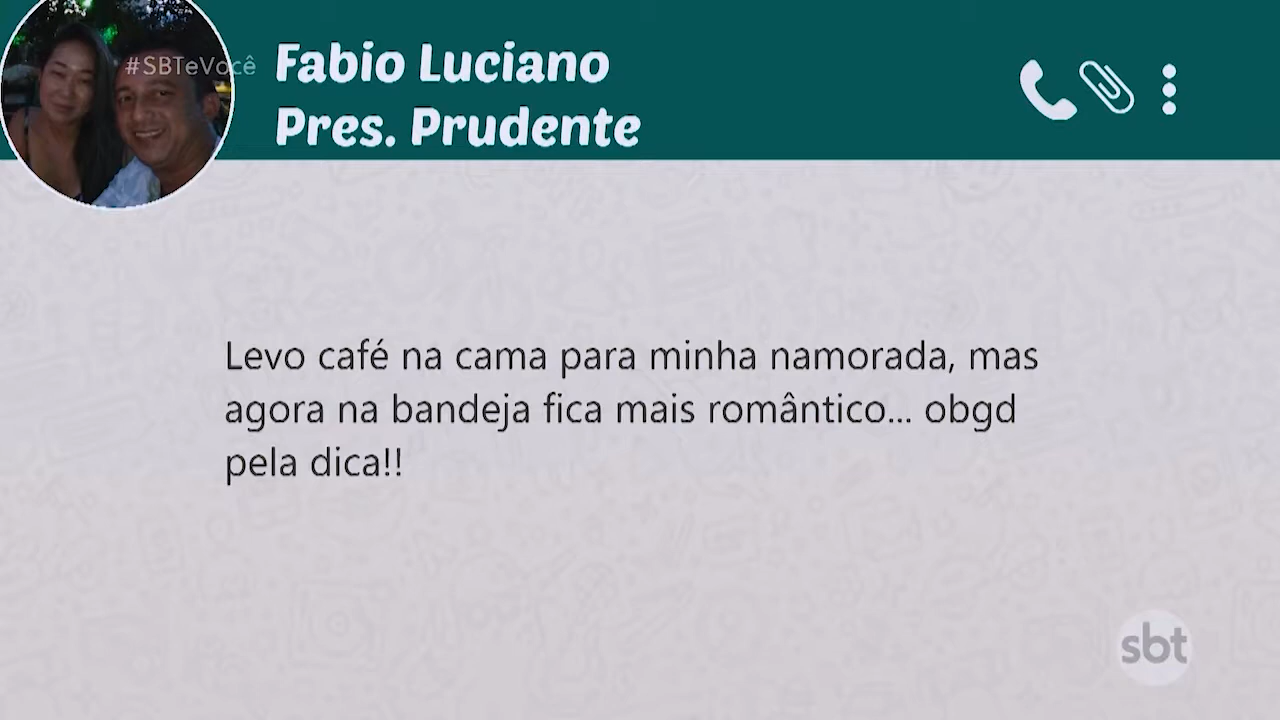 #SBTeVocê
Fabio Luciano
Pres. Prudente
Levo café na cama para minha namorada, mas
agora na bandeja fica mais romântico... obgd
pela dica!!
sbt